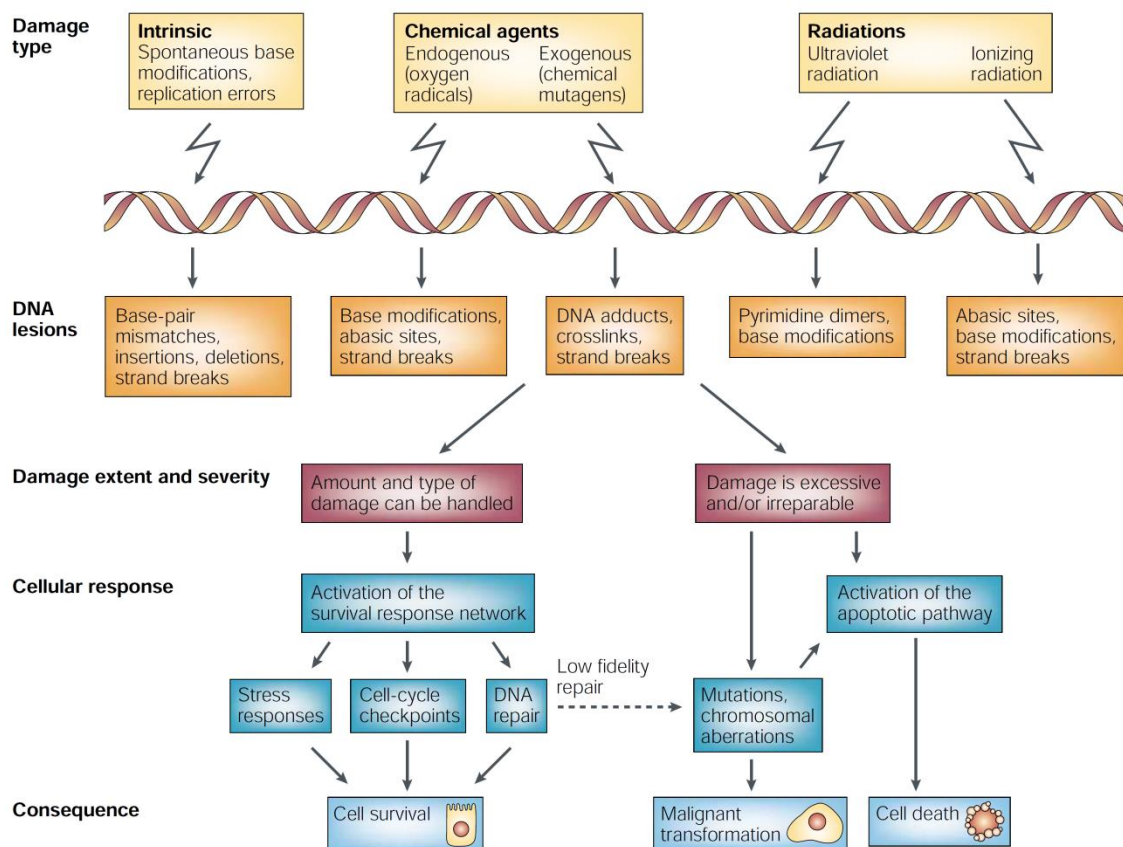 Damage
type
Intrinsic
Spontaneous base
modifications,
replication errors
Chemical agents
Endogenous
(oxygen
radicals)
Exogenous
(chemical
mutagens)
Radiations
Ultraviolet
radiation
Ionizing
radiation
DNA
lesions
Base-pair
mismatches,
insertions, deletions,
strand breaks
Base modifications,
abasic sites,
strand breaks
DNA adducts,
crosslinks,
strand breaks
Pyrimidine dimers,
base modifications
Abasic sites,
base modifications,
strand breaks
Damage extent and severity
Amount and type of
damage can be handled
Damage is excessive
and/or irreparable
Cellular response
Activation of the
survival response network
Activation of the
apoptotic pathway
Stress
responses
Cell-cycle
checkpoints
DNA
repair
Low fidelity
repair
Mutations,
chromosomal
aberrations
Consequence
Cell survival
Malignant
transformation
Cell death